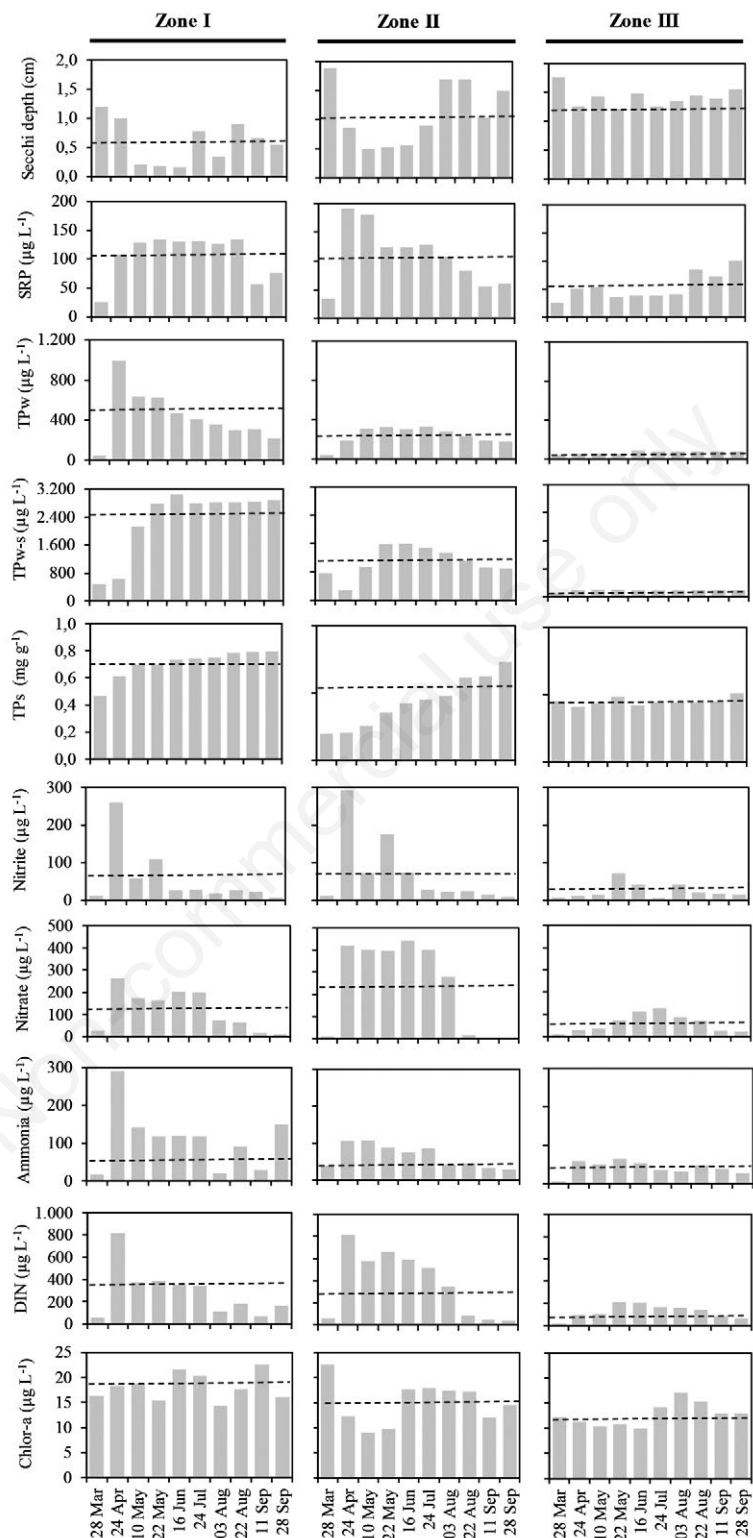 Zone I Zone II Zone III
Secchi depth (cm)
2,0
1,5
1,0
0,5
0,0
SRP (µg L-1)
200
150
100
50
0
TPw (µg L-1)
1.200
800
400
0
TPw-s (µg L-1)
3.200
2.400
1.600
800
0
TPs (mg g-1)
1,0
0,8
0,6
0,4
0,2
0,0
Nitrite (µg L-1)
300
200
100
0
Nitrate (µg L-1)
500
400
300
200
100
0
Ammonia (µg L-1)
300
200
100
0
DIN (µg L-1)
1.000
800
600
400
200
0
Chlor-a (µg L-1)
25
20
15
10
5
0
28 Mar
24 Apr
10 May
22 May
16 Jun
24 Jul
03 Aug
22 Aug
11 Sep
28 Sep
28 Mar
24 Apr
10 May
22 May
16 Jun
24 Jul
03 Aug
22 Aug
11 Sep
28 Sep
28 Mar
24 Apr
10 May
22 May
16 Jun
24 Jul
03 Aug
22 Aug
11 Sep
28 Sep
Non-commercial use only